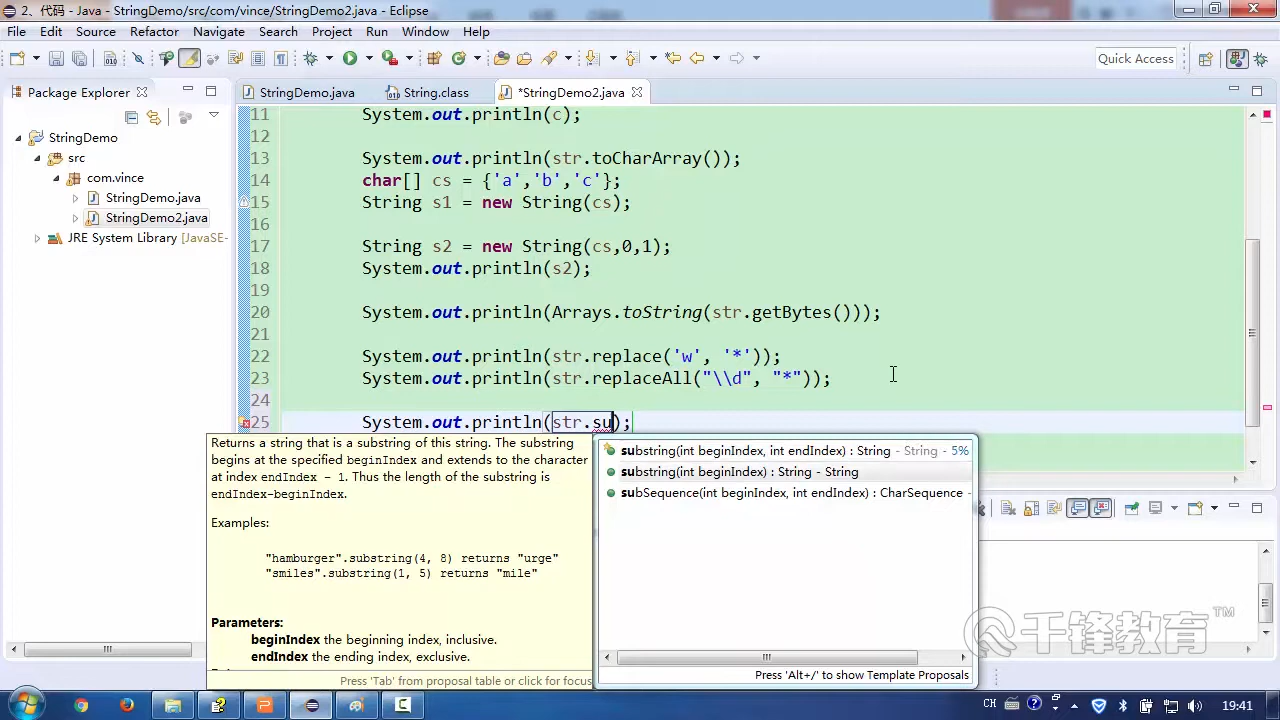 2、代码 - Java - StringDemo/src/com/vince/StringDemo2.java - Eclipse
File Edit Source Refactor Navigate Search Project Run Window Help
Quick Access
Package Explorer
StringDemo.java
String.class
*StringDemo2.java
StringDemo
src
com.vince
StringDemo.java
StringDemo2.java
JRE System Library [JavaSE-
11 System.out.println(c);
12
13 System.out.println(str.toCharArray());
14 char[] cs = {'a','b','c'};
15 String s1 = new String(cs);
16
17 String s2 = new String(cs,0,1);
18 System.out.println(s2);
19
20 System.out.println(Arrays.toString(str.getBytes()));
21
22 System.out.println(str.replace('w', '*'));
23 System.out.println(str.replaceAll("\\d", "*"));
24
25 System.out.println(str.su);
Returns a string that is a substring of this string. The substring
begins at the specified beginIndex and extends to the character
at index endIndex - 1. Thus the length of the substring is
endIndex-beginIndex.
Examples:
"hamburger".substring(4, 8) returns "urge"
"smiles".substring(1, 5) returns "mile"
Parameters:
beginIndex the beginning index, inclusive.
endIndex the ending index, exclusive.
Press 'Tab' from proposal table or click for focus
substring(int beginIndex, int endIndex) : String - String - 5%
substring(int beginIndex) : String - String
subSequence(int beginIndex, int endIndex) : CharSequence -
Press 'Alt+/' to show Template Proposals
千锋教育™
CH
19:41